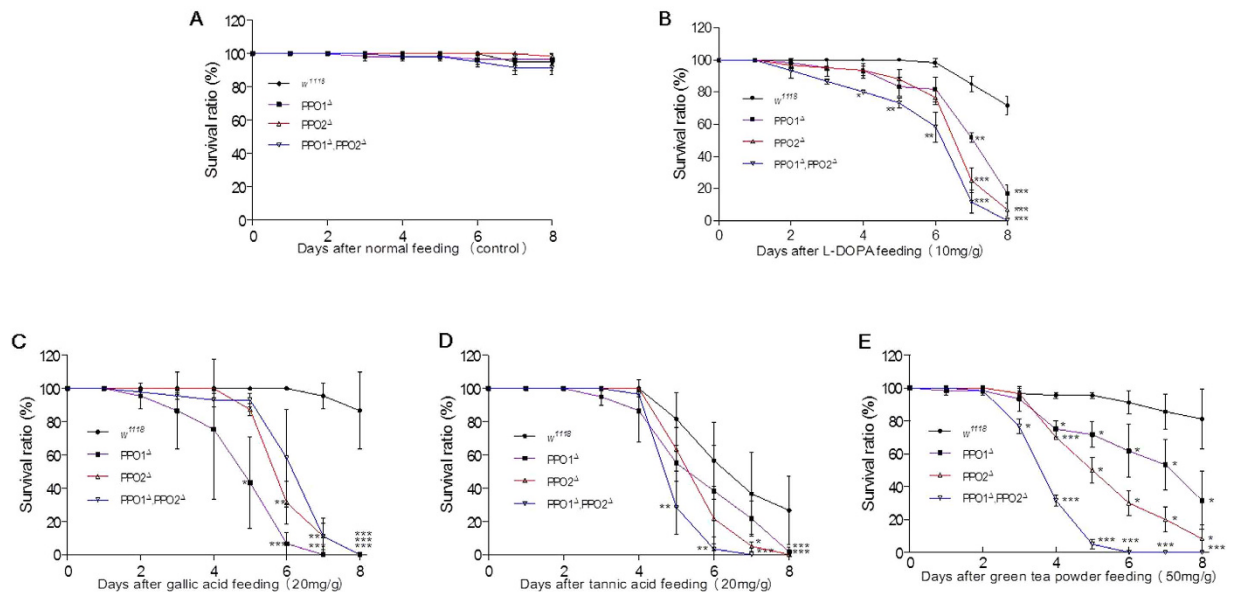 A
Survival ratio (%)
120
100
80
60
40
20
0
w1118
PPO1Δ
PPO2Δ
PPO1Δ,PPO2Δ
0 2 4 6 8
Days after normal feeding (control)
B
Survival ratio (%)
120
100
80
60
40
20
0
w1118
PPO1Δ
PPO2Δ
PPO1Δ,PPO2Δ
*
**
**
**
***
***
***
***
***
0 2 4 6 8
Days after L-DOPA feeding (10mg/g)
C
Survival ratio (%)
120
100
80
60
40
20
0
w1118
PPO1Δ
PPO2Δ
PPO1Δ,PPO2Δ
*
**
***
***
***
***
***
***
0 2 4 6 8
Days after gallic acid feeding (20mg/g)
D
Survival ratio (%)
120
100
80
60
40
20
0
w1118
PPO1Δ
PPO2Δ
PPO1Δ,PPO2Δ
**
**
*
***
***
***
0 2 4 6 8
Days after tannic acid feeding (20mg/g)
E
Survival ratio (%)
120
100
80
60
40
20
0
w1118
PPO1Δ
PPO2Δ
PPO1Δ,PPO2Δ
*
*
***
***
*
*
***
*
*
***
*
*
***
*
*
***
0 2 4 6 8
Days after green tea powder feeding (50mg/g)